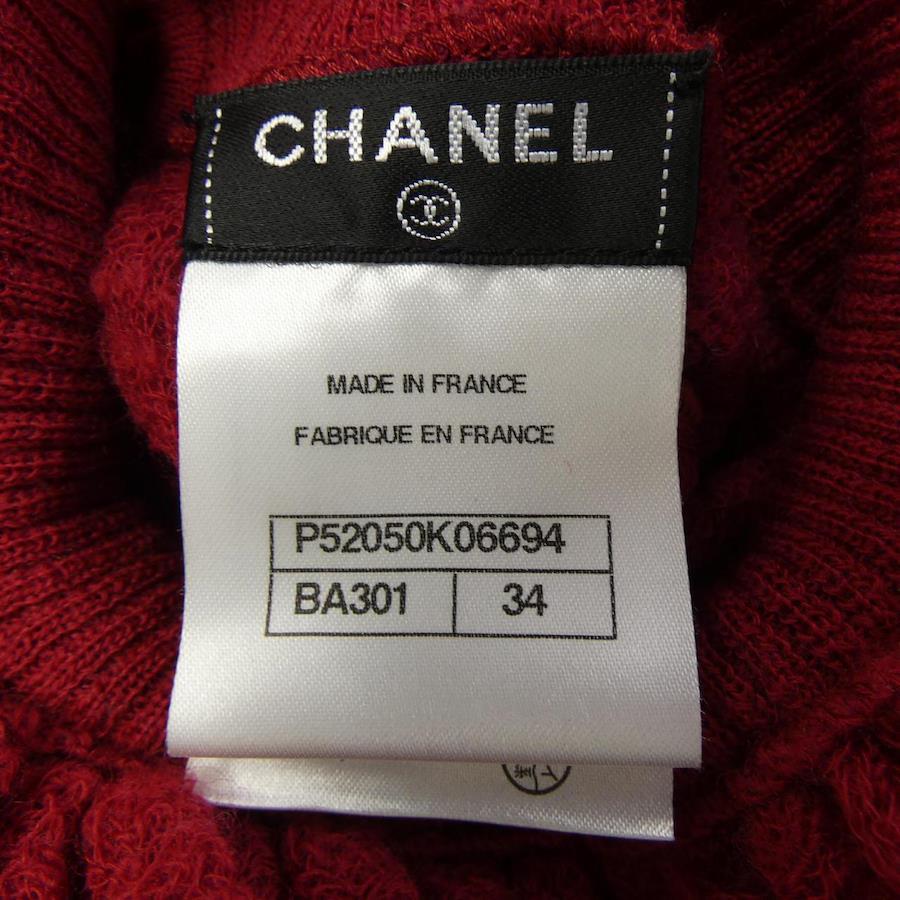 CHANEL
MADE IN FRANCE
FABRIQUE EN FRANCE
P52050K06694
BA301 34